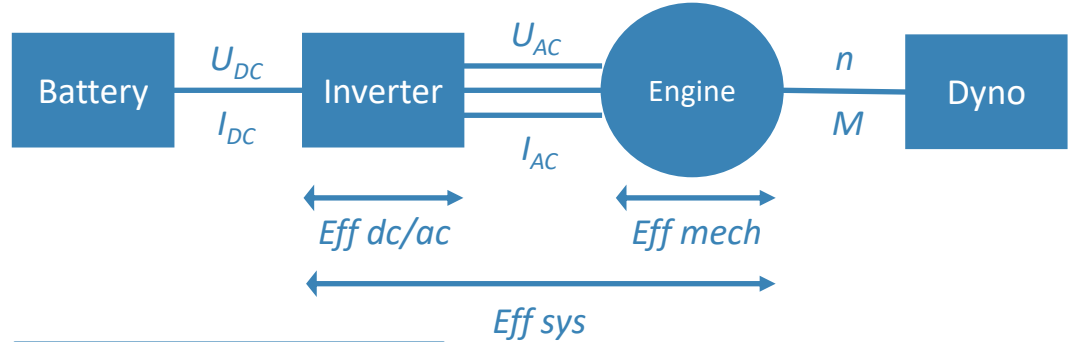 Battery
U_DC
I_DC
Inverter
U_AC
I_AC
Engine
n
M
Dyno
Eff dc/ac
Eff mech
Eff sys